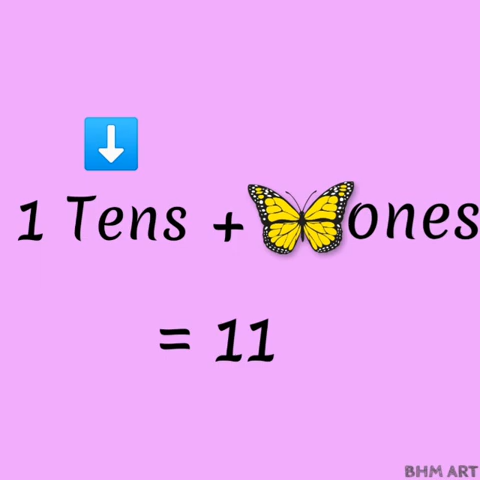 1 Tens + ones
= 11
BHM ART